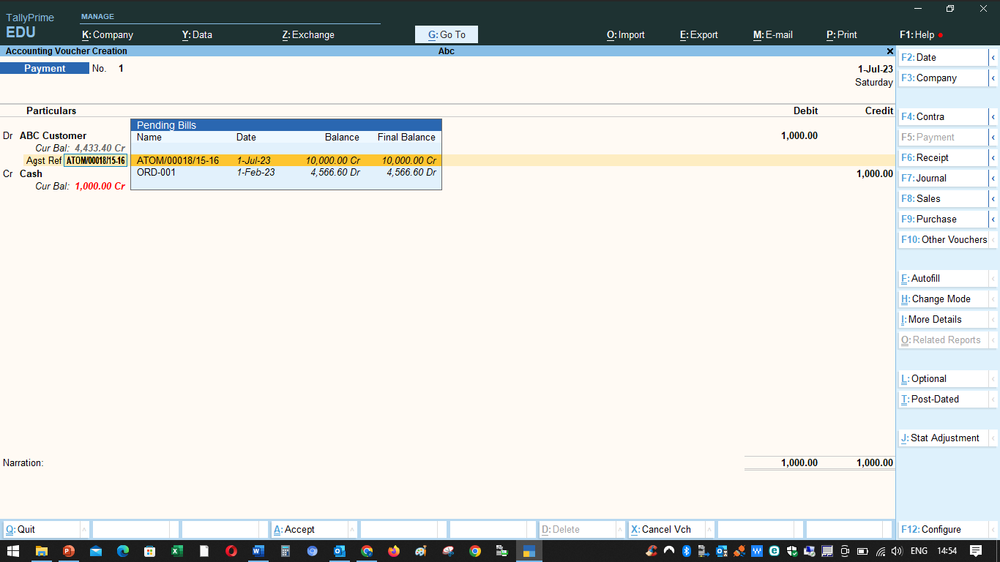 TallyPrime
EDU
MANAGE
K: Company
Y: Data
Z: Exchange
G: Go To
O: Import
E: Export
M: E-mail
P: Print
F1: Help
Accounting Voucher Creation
Abc
Payment No. 1
1-Jul-23
Saturday
Particulars Debit Credit
Dr ABC Customer 1,000.00
Cur Bal: 4,433.40 Cr
Agst Ref ATOM/00018/15-16
Pending Bills
Name Date Balance Final Balance
ATOM/00018/15-16 1-Jul-23 10,000.00 Cr 10,000.00 Cr
ORD-001 1-Feb-23 4,566.60 Dr 4,566.60 Dr
Cr Cash 1,000.00
Cur Bal: 1,000.00 Cr
Narration: 1,000.00 1,000.00
F2: Date
F3: Company
F4: Contra
F5: Payment
F6: Receipt
F7: Journal
F8: Sales
F9: Purchase
F10: Other Vouchers
F: Autofill
H: Change Mode
I: More Details
O: Related Reports
L: Optional
T: Post-Dated
J: Stat Adjustment
Q: Quit
A: Accept
D: Delete
X: Cancel Vch
F12: Configure
ENG 14:54